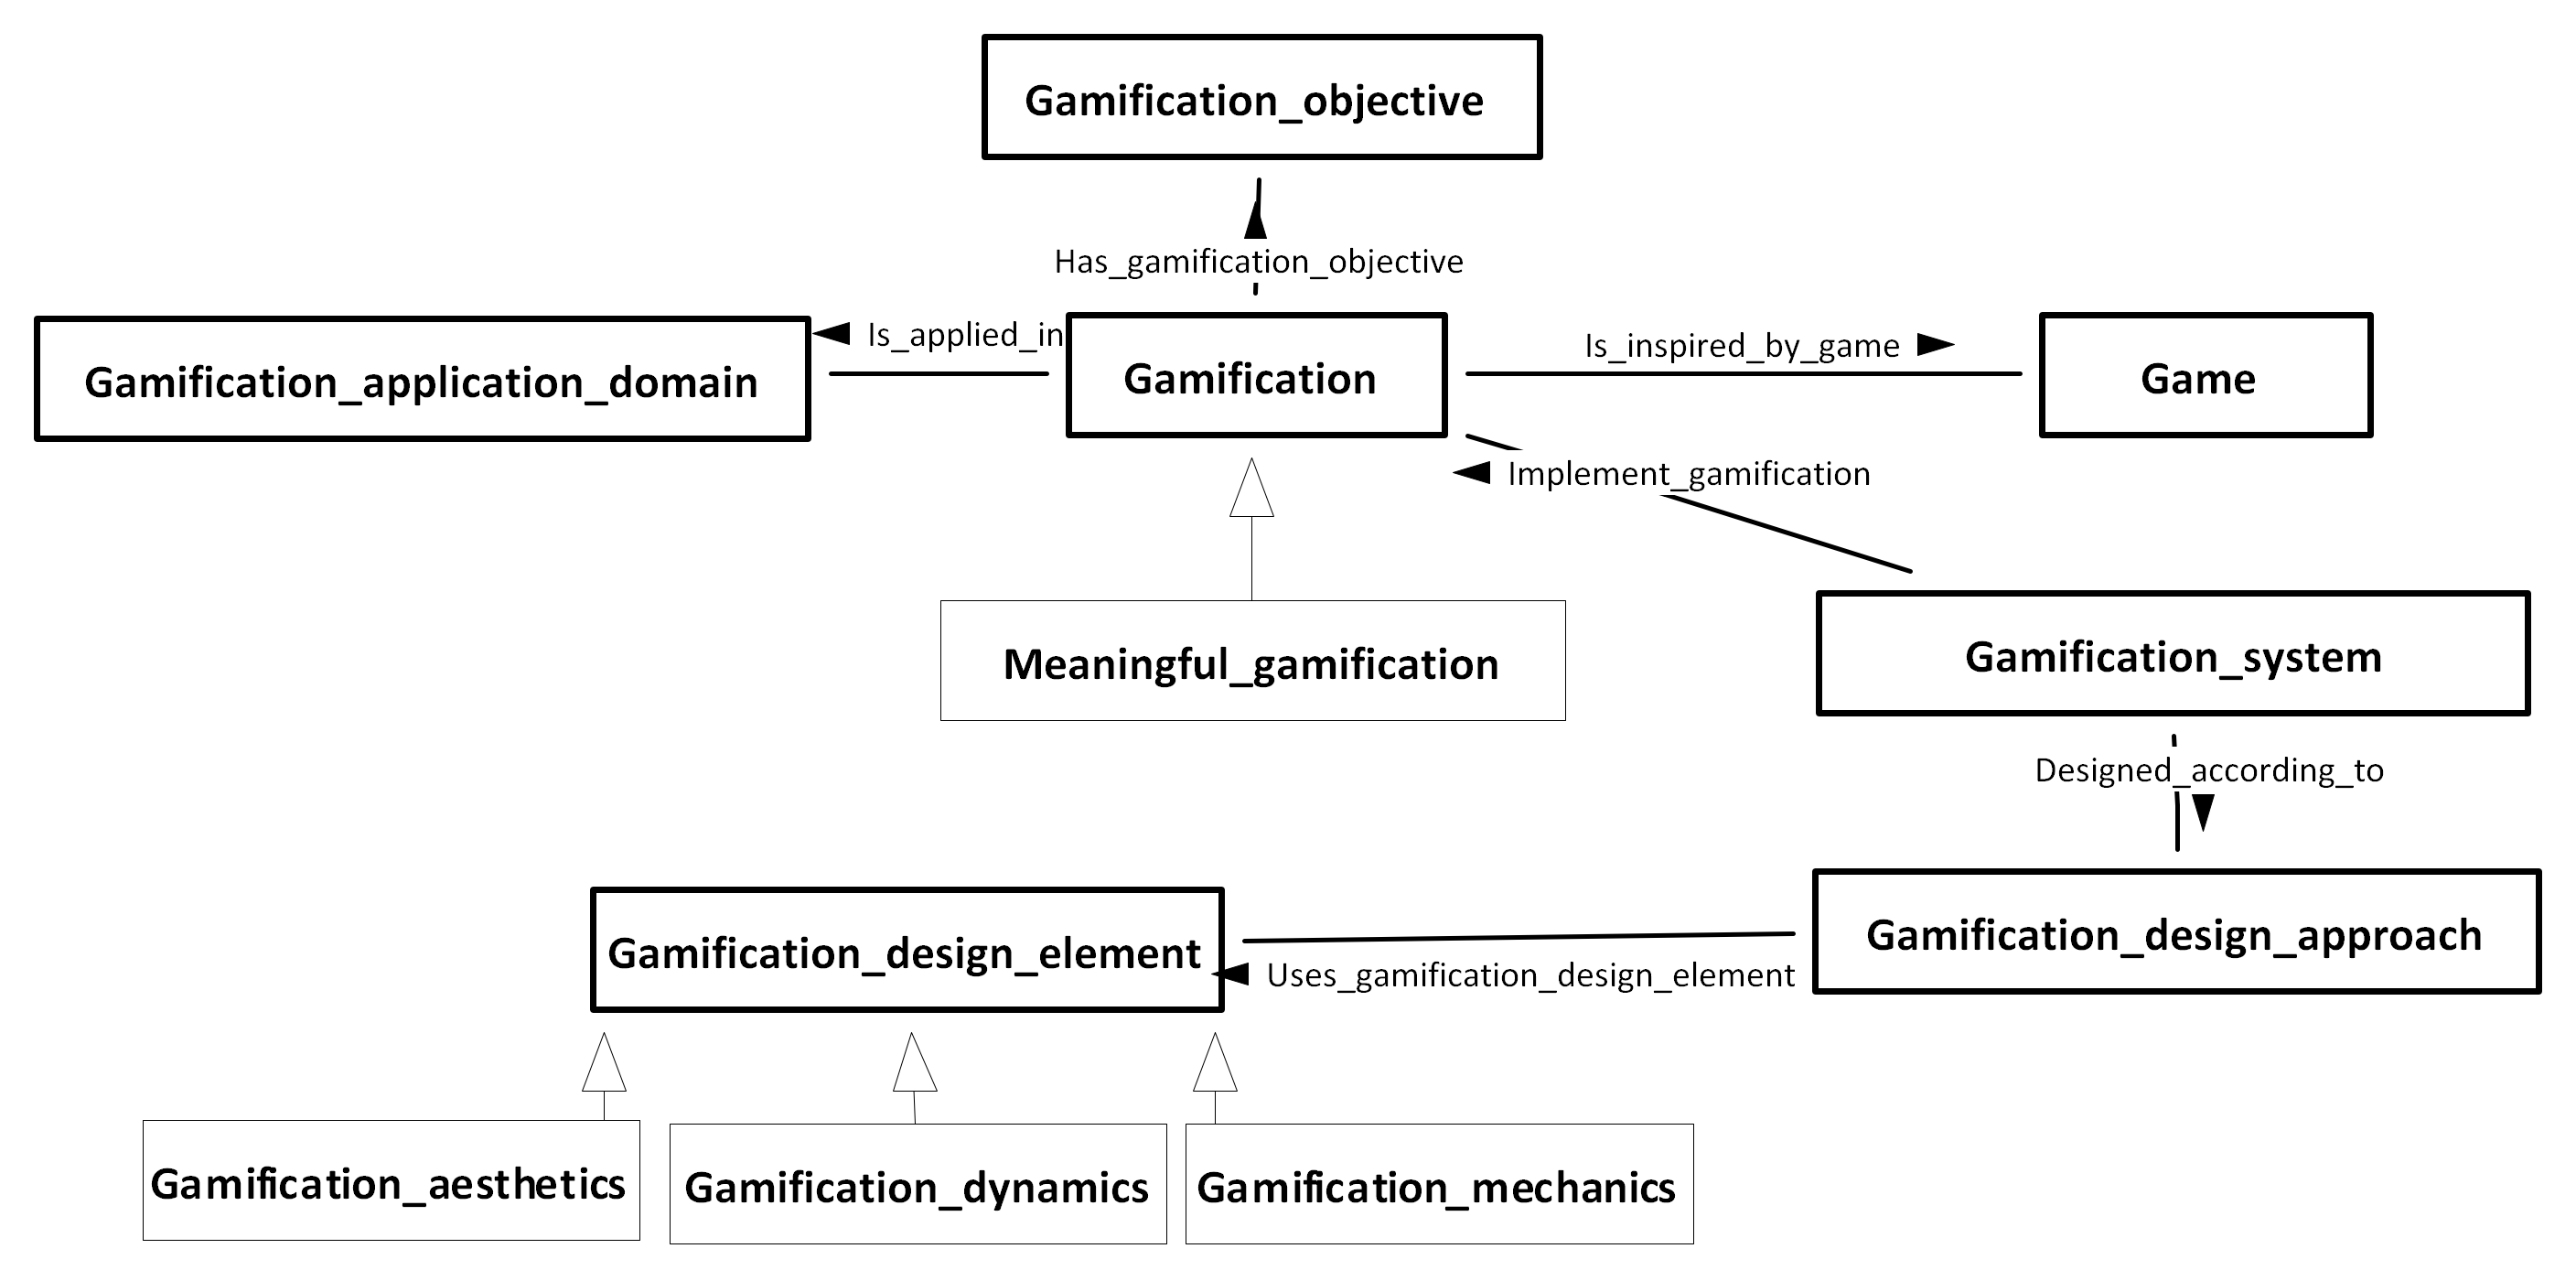 Gamification_objective
Has_gamification_objective
Is_applied_in
Gamification_application_domain
Gamification
Is_inspired_by_game
Game
Implement_gamification
Meaningful_gamification
Gamification_system
Designed_according_to
Gamification_design_element
Uses_gamification_design_element
Gamification_design_approach
Gamification_aesthetics
Gamification_dynamics
Gamification_mechanics